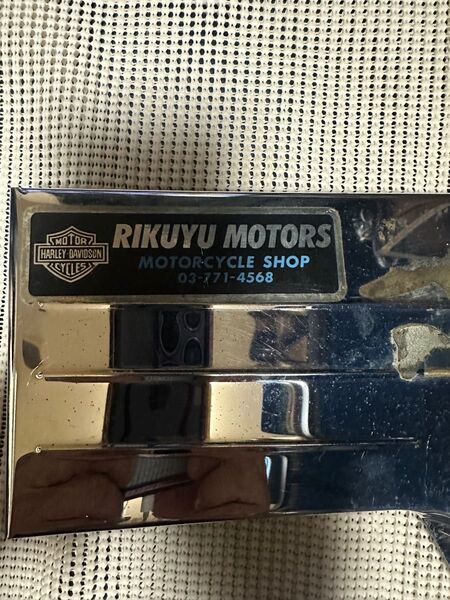 MOTOR
HARLEY-DAVIDSON
CYCLES
RIKUYU MOTORS
MOTORCYCLE SHOP
03-771-4568